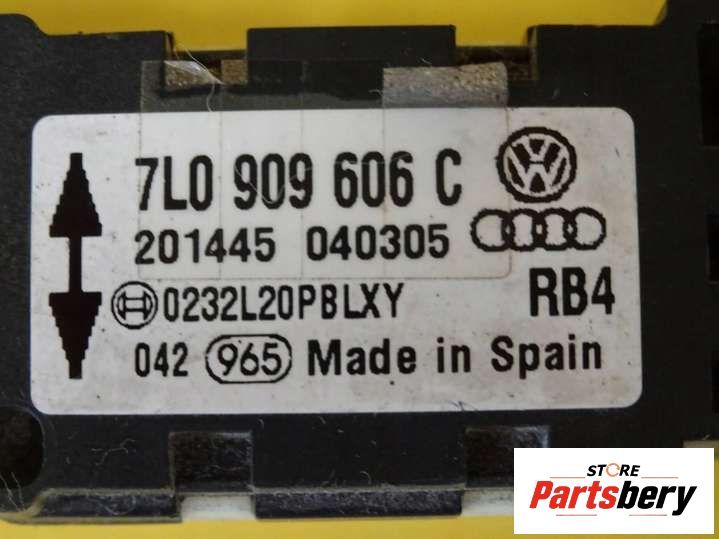 7L0 909 606 C
201445 040305
0232L20PBLXY RB4
042 965 Made in Spain
STORE
Partsbery